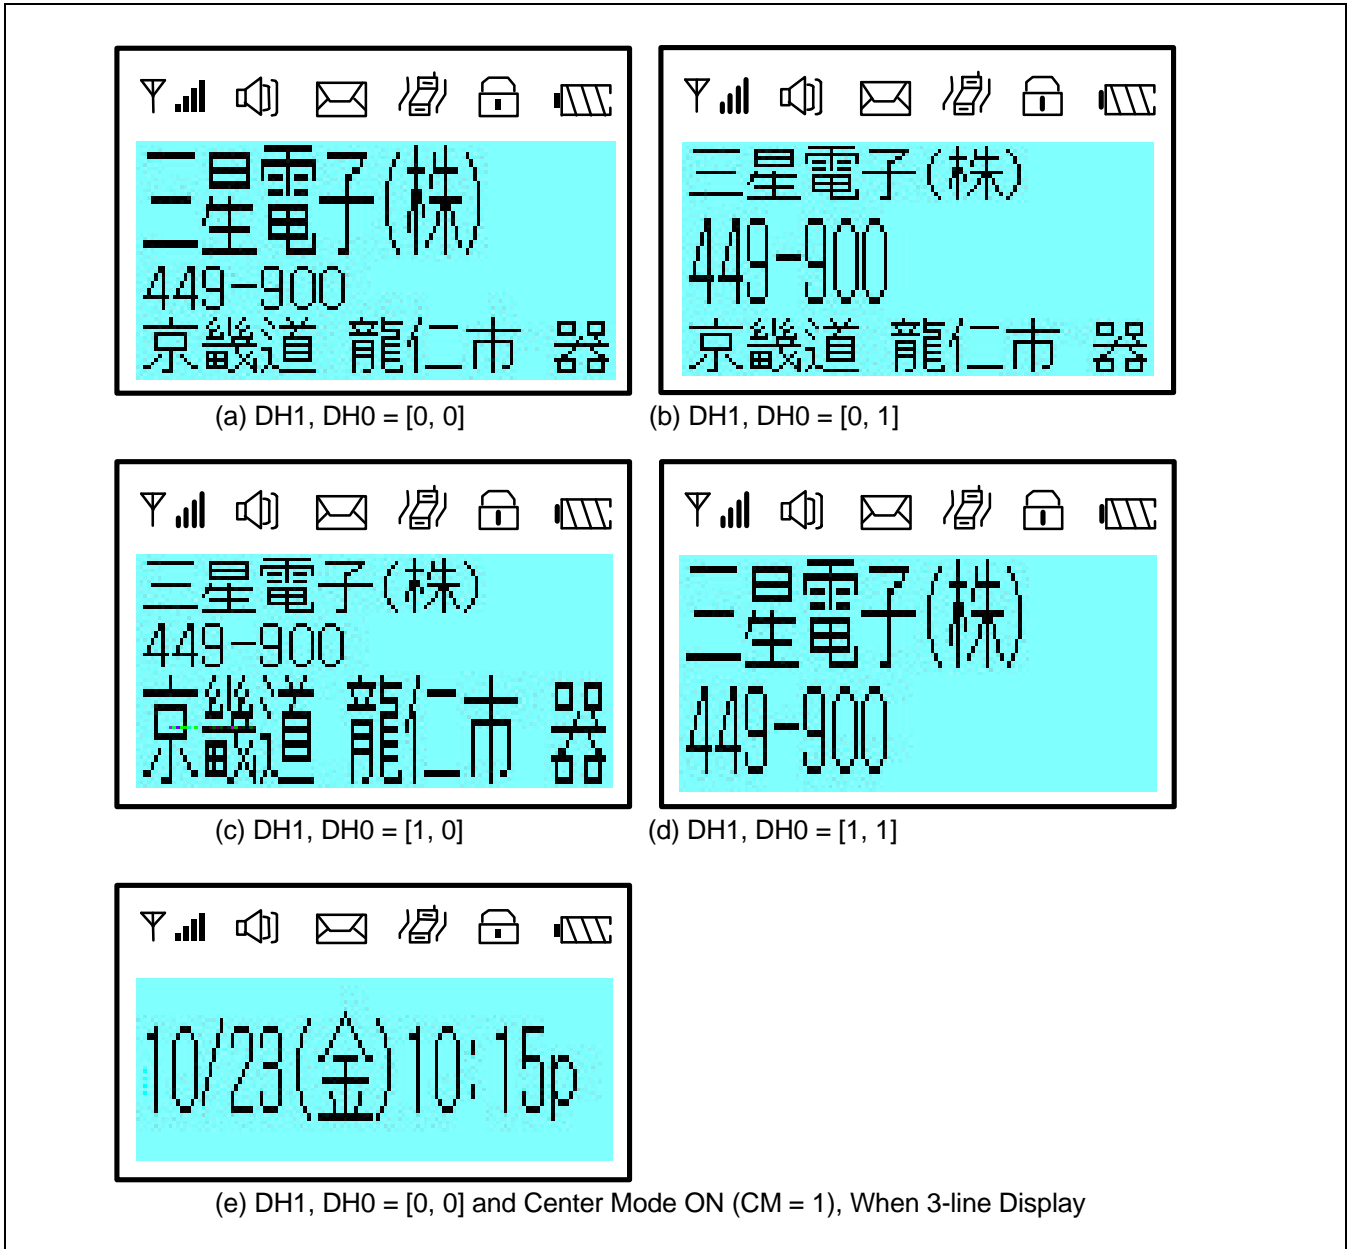 三星電子(株)
449-900
京畿道 龍仁市 器
(a) DH1, DH0 = [0, 0]
三星電子(株)
449-900
京畿道 龍仁市 器
(b) DH1, DH0 = [0, 1]
三星電子(株)
449-900
京畿道 龍仁市 器
(c) DH1, DH0 = [1, 0]
三星電子(株)
449-900
(d) DH1, DH0 = [1, 1]
10/23(金)10:15p
(e) DH1, DH0 = [0, 0] and Center Mode ON (CM = 1), When 3-line Display